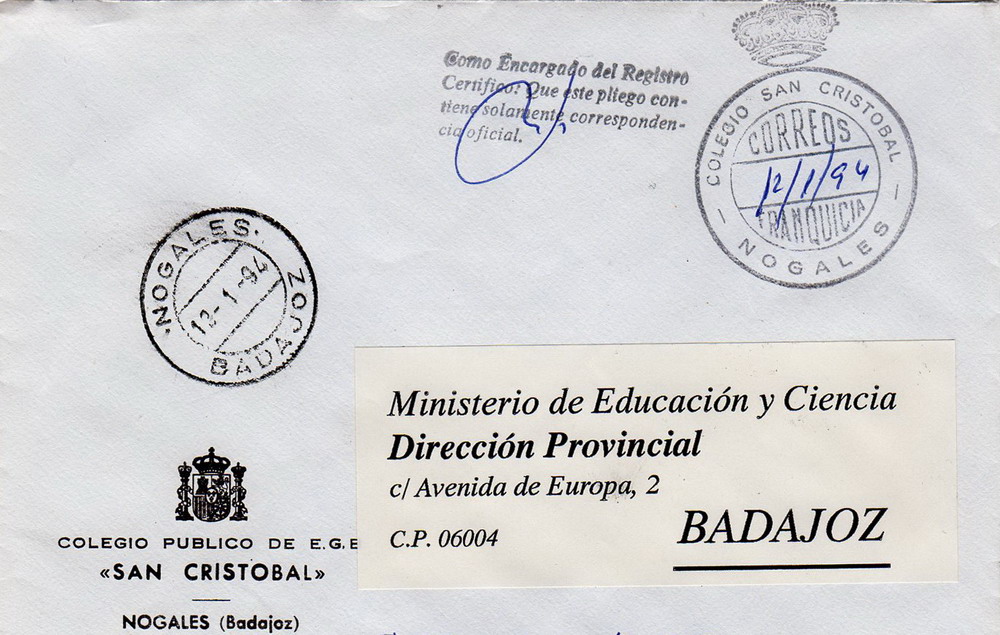 Como Encargado del Registro
Certifico: Que este pliego con-
tiene solamente corresponden-
cia oficial.
— COLEGIO SAN CRISTOBAL —
CORREOS
12/1/94
FRANQUICIA
NOGALES
·NOGALES·
12-1-94
BADAJOZ
Ministerio de Educación y Ciencia
Dirección Provincial
c/ Avenida de Europa, 2
C.P. 06004
BADAJOZ
COLEGIO PUBLICO DE E.G.B
«SAN CRISTOBAL»
NOGALES (Badajoz)